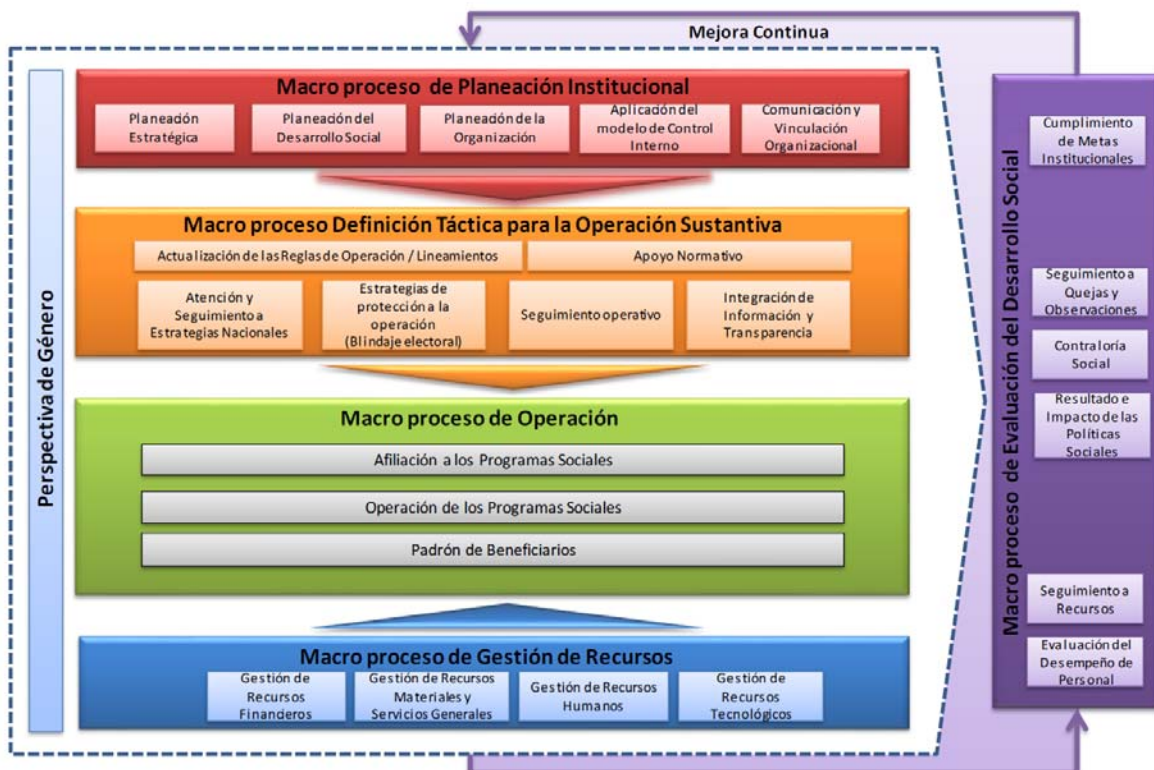 Mejora Continua
Perspectiva de Género
Macro proceso de Planeación Institucional
Planeación
Estratégica
Planeación del
Desarrollo Social
Planeación de la
Organización
Aplicación del
modelo de Control
Interno
Comunicación y
Vinculación
Organizacional
Macro proceso Definición Táctica para la Operación Sustantiva
Actualización de las Reglas de Operación / Lineamientos
Apoyo Normativo
Atención y
Seguimiento a
Estrategias Nacionales
Estrategias de
protección a la
operación
(Blindaje electoral)
Seguimiento operativo
Integración de
Información y
Transparencia
Macro proceso de Operación
Afiliación a los Programas Sociales
Operación de los Programas Sociales
Padrón de Beneficiarios
Macro proceso de Gestión de Recursos
Gestión de
Recursos
Financieros
Gestión de Recursos
Materiales y
Servicios Generales
Gestión de Recursos
Humanos
Gestión de
Recursos
Tecnológicos
Macro proceso de Evaluación del Desarrollo Social
Cumplimiento
de Metas
Institucionales
Seguimiento a
Quejas y
Observaciones
Contraloría
Social
Resultado e
Impacto de las
Políticas
Sociales
Seguimiento a
Recursos
Evaluación del
Desempeño de
Personal